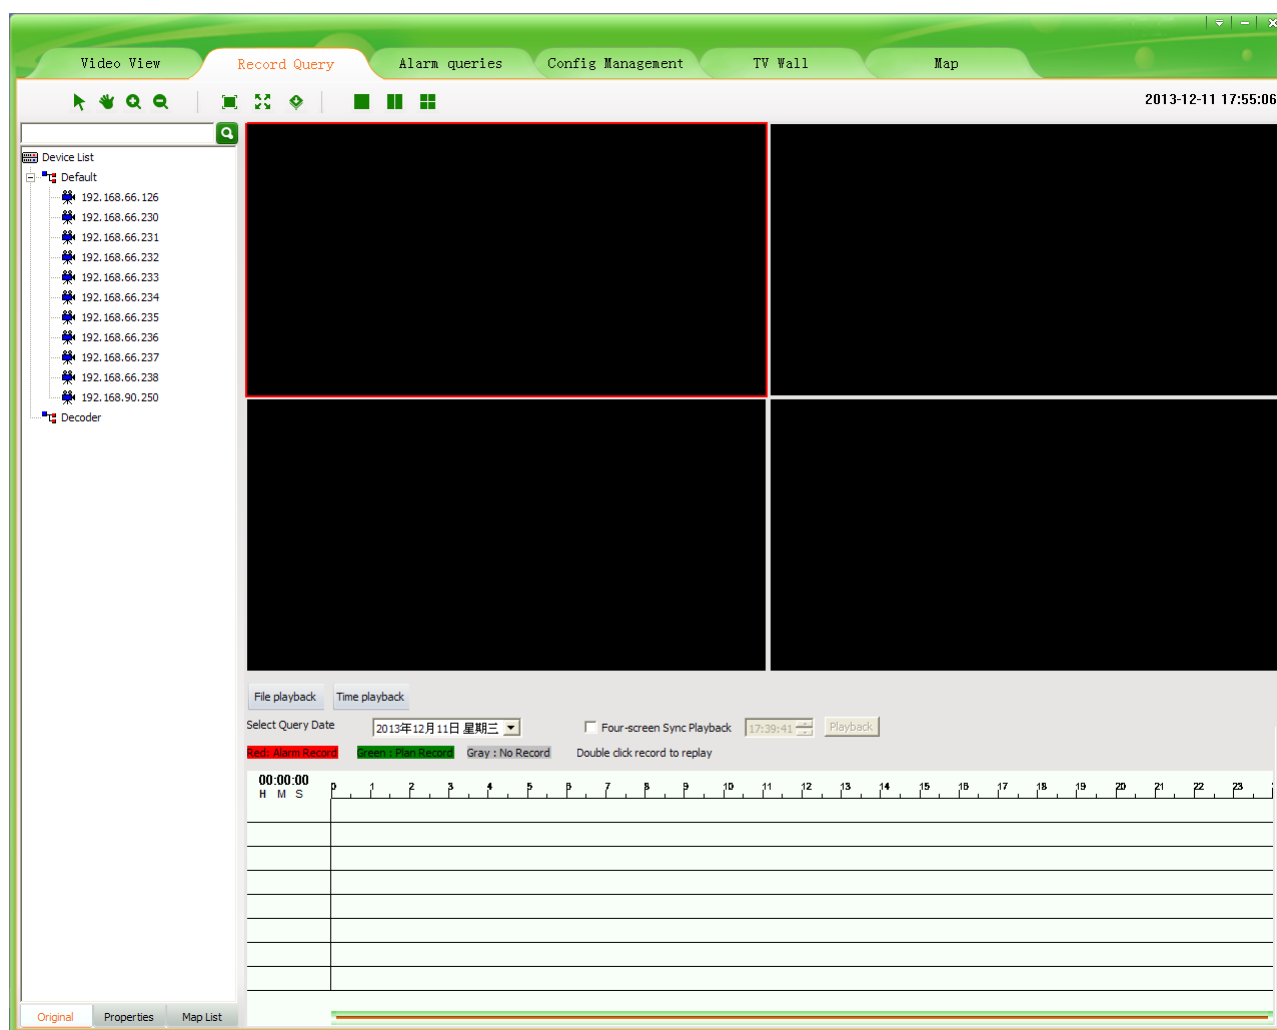 Video View Record Query Alarm queries Config Management TV Wall Map
2013-12-11 17:55:06
Device List
Default
192.168.66.126
192.168.66.230
192.168.66.231
192.168.66.232
192.168.66.233
192.168.66.234
192.168.66.235
192.168.66.236
192.168.66.237
192.168.66.238
192.168.90.250
Decoder
File playback Time playback
Select Query Date 2013年12月11日 星期三 Four-screen Sync Playback 17:39:41 Playback
Red: Alarm Record Green : Plan Record Gray : No Record Double click record to replay
00:00:00
H M S
0 1 2 3 4 5 6 7 8 9 10 11 12 13 14 15 16 17 18 19 20 21 22 23
Original Properties Map List